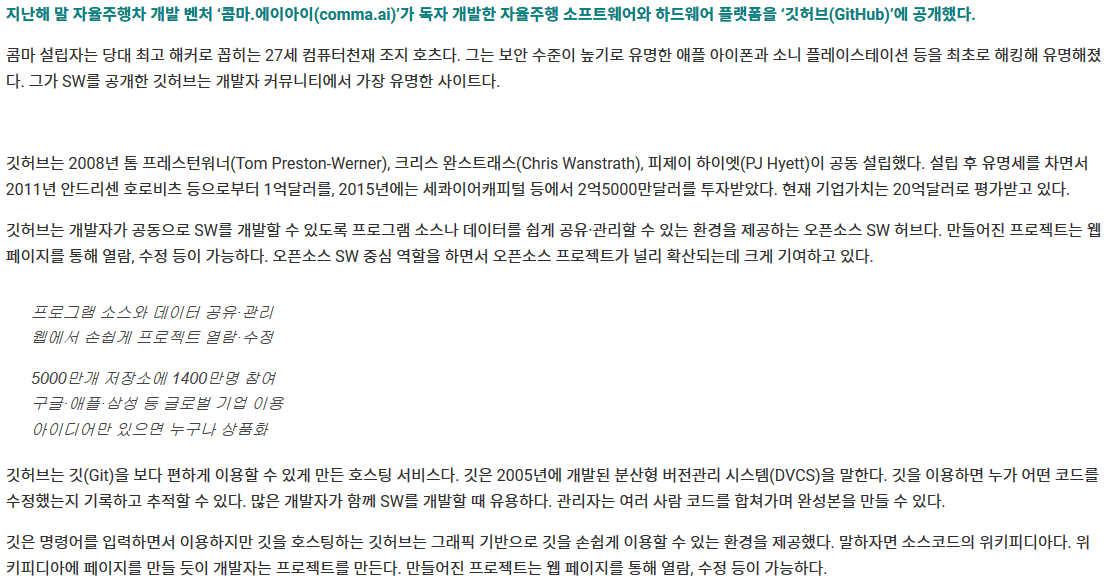 지난해 말 자율주행차 개발 벤처 ‘콤마.에이아이(comma.ai)’가 독자 개발한 자율주행 소프트웨어와 하드웨어 플랫폼을 ‘깃허브(GitHub)’에 공개했다.
콤마 설립자는 당대 최고 해커로 꼽히는 27세 컴퓨터천재 조지 호츠다. 그는 보안 수준이 높기로 유명한 애플 아이폰과 소니 플레이스테이션 등을 최초로 해킹해 유명해졌
다. 그가 SW를 공개한 깃허브는 개발자 커뮤니티에서 가장 유명한 사이트다.
깃허브는 2008년 톰 프레스턴워너(Tom Preston-Werner), 크리스 완스트래스(Chris Wanstrath), 피제이 하이엣(PJ Hyett)이 공동 설립했다. 설립 후 유명세를 차면서
2011년 안드리센 호로비츠 등으로부터 1억달러를, 2015년에는 세콰이어캐피털 등에서 2억5000만달러를 투자받았다. 현재 기업가치는 20억달러로 평가받고 있다.
깃허브는 개발자가 공동으로 SW를 개발할 수 있도록 프로그램 소스나 데이터를 쉽게 공유·관리할 수 있는 환경을 제공하는 오픈소스 SW 허브다. 만들어진 프로젝트는 웹
페이지를 통해 열람, 수정 등이 가능하다. 오픈소스 SW 중심 역할을 하면서 오픈소스 프로젝트가 널리 확산되는데 크게 기여하고 있다.
프로그램 소스와 데이터 공유·관리
웹에서 손쉽게 프로젝트 열람·수정
5000만개 저장소에 1400만명 참여
구글·애플·삼성 등 글로벌 기업 이용
아이디어만 있으면 누구나 상품화
깃허브는 깃(Git)을 보다 편하게 이용할 수 있게 만든 호스팅 서비스다. 깃은 2005년에 개발된 분산형 버전관리 시스템(DVCS)을 말한다. 깃을 이용하면 누가 어떤 코드를
수정했는지 기록하고 추적할 수 있다. 많은 개발자가 함께 SW를 개발할 때 유용하다. 관리자는 여러 사람 코드를 합쳐가며 완성본을 만들 수 있다.
깃은 명령어를 입력하면서 이용하지만 깃을 호스팅하는 깃허브는 그래픽 기반으로 깃을 손쉽게 이용할 수 있는 환경을 제공했다. 말하자면 소스코드의 위키피디아다. 위
키피디아에 페이지를 만들 듯이 개발자는 프로젝트를 만든다. 만들어진 프로젝트는 웹 페이지를 통해 열람, 수정 등이 가능하다.